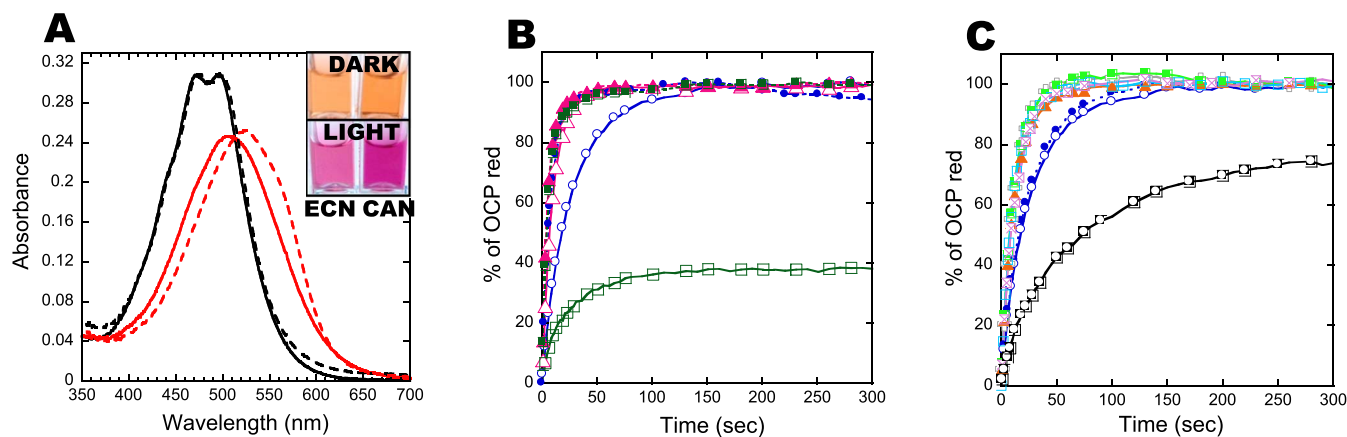 A
B
C
DARK
LIGHT
ECN CAN
0.32
0.28
0.24
0.2
0.16
0.12
0.08
0.04
0
Absorbance
350 400 450 500 550 600 650 700
Wavelength (nm)
100
80
60
40
20
0
% of OCP red
0 50 100 150 200 250 300
Time (sec)
100
80
60
40
20
0
% of OCP red
0 50 100 150 200 250 300
Time (sec)